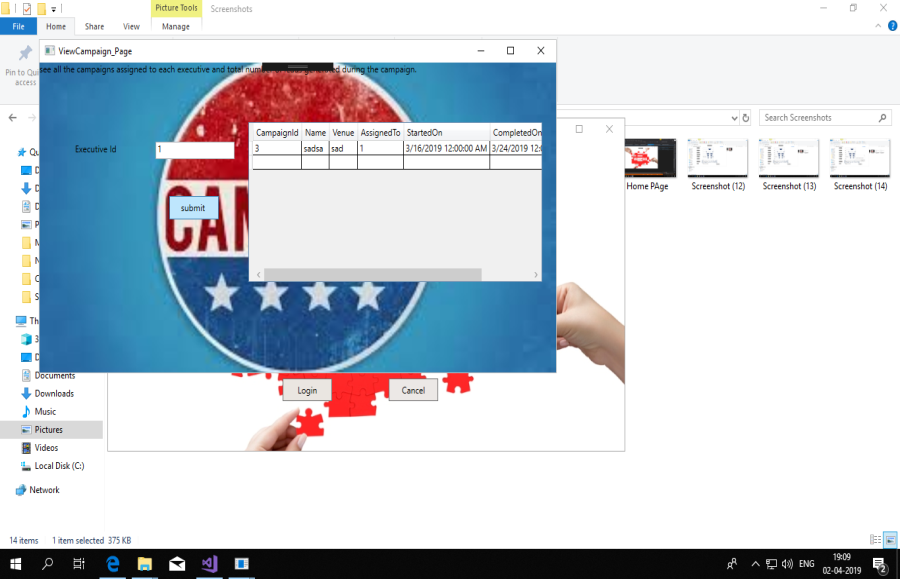 Picture Tools
Screenshots
File
Home
Share
View
Manage
ViewCampaign_Page
Pin to Qui
access
see all the campaigns assigned to each executive and total num
during the campaign.
Search Screenshots
CampaignId Name Venue AssignedTo StartedOn CompletedOn
3 sadsa sad 1 3/16/2019 12:00:00 AM 3/24/2019 12:0
Executive Id
1
submit
CAM
Home PAge
Screenshot (12)
Screenshot (13)
Screenshot (14)
Qu
D
D
D
P
M
N
C
S
Th
3
D
Documents
Downloads
Music
Pictures
Videos
Local Disk (C:)
Network
Login
Cancel
14 items
1 item selected 375 KB
ENG
19:09
02-04-2019
2